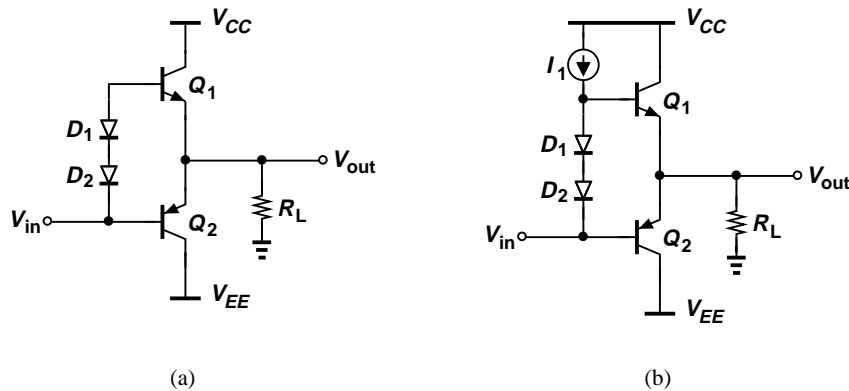 V_CC
Q_1
D_1
D_2
V_out
V_in
Q_2
R_L
V_EE
(a)
V_CC
I_1
Q_1
D_1
D_2
V_out
V_in
Q_2
R_L
V_EE
(b)